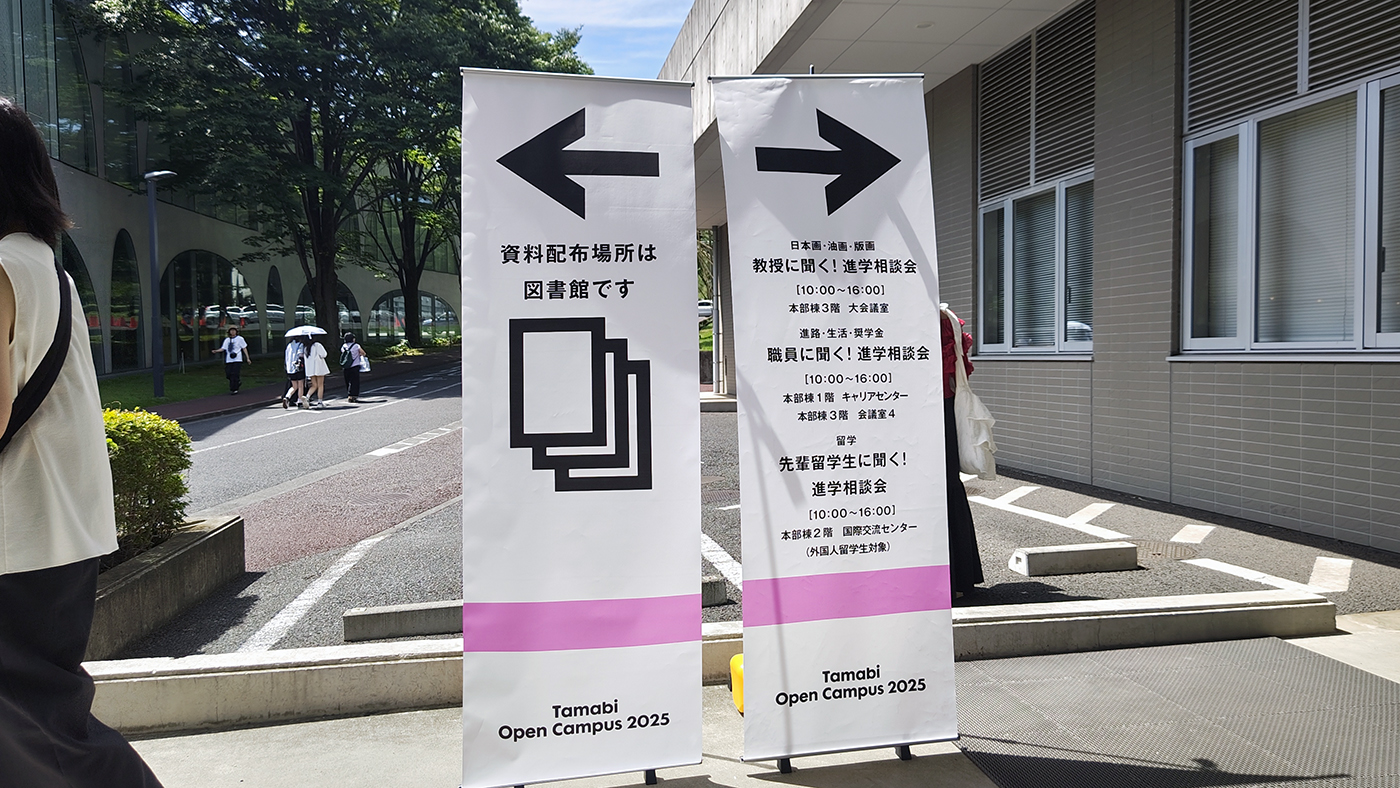 資料配布場所は
図書館です
Tamabi
Open Campus 2025
日本画・油画・版画
教授に聞く！進学相談会
［10:00〜16:00］
本部棟３階　大会議室
進路・生活・奨学金
職員に聞く！進学相談会
［10:00〜16:00］
本部棟１階　キャリアセンター
本部棟３階　会議室４
留学
先輩留学生に聞く！
進学相談会
［10:00〜16:00］
本部棟２階　国際交流センター
（外国人留学生対象）
Tamabi
Open Campus 2025